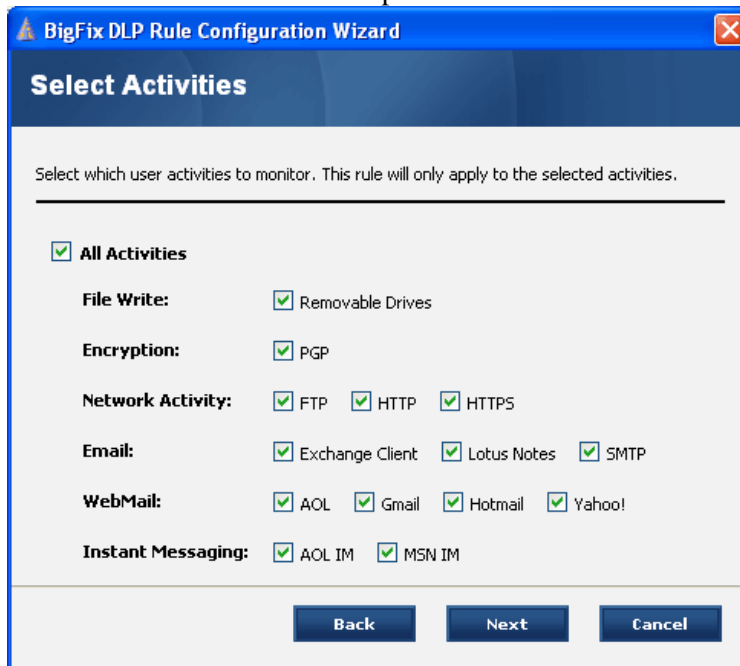 BigFix DLP Rule Configuration Wizard
Select Activities
Select which user activities to monitor. This rule will only apply to the selected activities.
All Activities
File Write: Removable Drives
Encryption: PGP
Network Activity: FTP HTTP HTTPS
Email: Exchange Client Lotus Notes SMTP
WebMail: AOL Gmail Hotmail Yahoo!
Instant Messaging: AOL IM MSN IM
Back Next Cancel